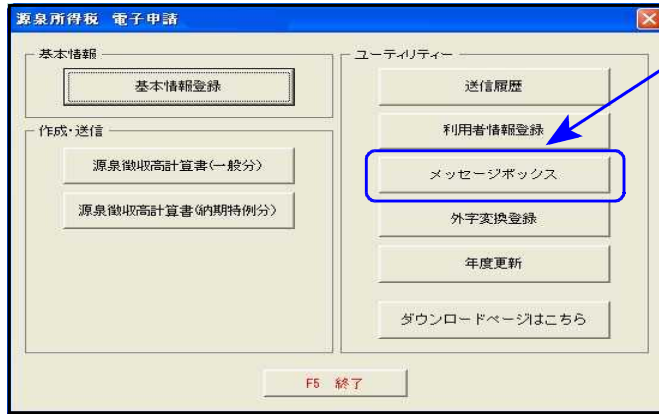 源泉所得税 電子申請
基本情報
基本情報登録
作成・送信
源泉徴収高計算書(一般分)
源泉徴収高計算書(納期特例分)
ユーティリティー
送信履歴
利用者情報登録
メッセージボックス
外字変換登録
年度更新
ダウンロードページはこちら
F5 終了